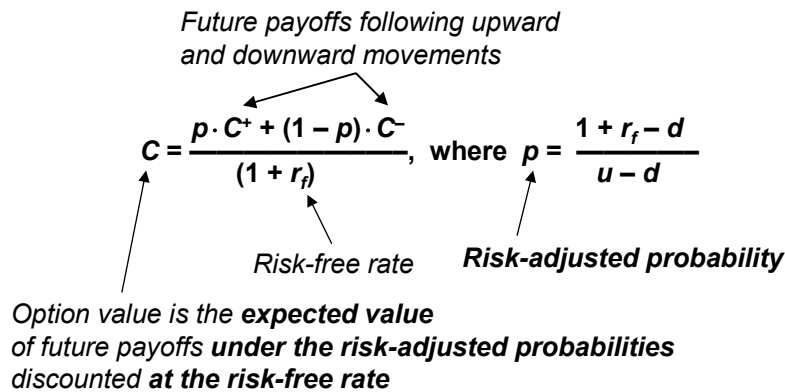 Future payoffs following upward
and downward movements
C = p · C⁺ + (1 – p) · C⁻ / (1 + r_f), where p = 1 + r_f – d / u – d
Risk-free rate
Risk-adjusted probability
Option value is the expected value
of future payoffs under the risk-adjusted probabilities
discounted at the risk-free rate